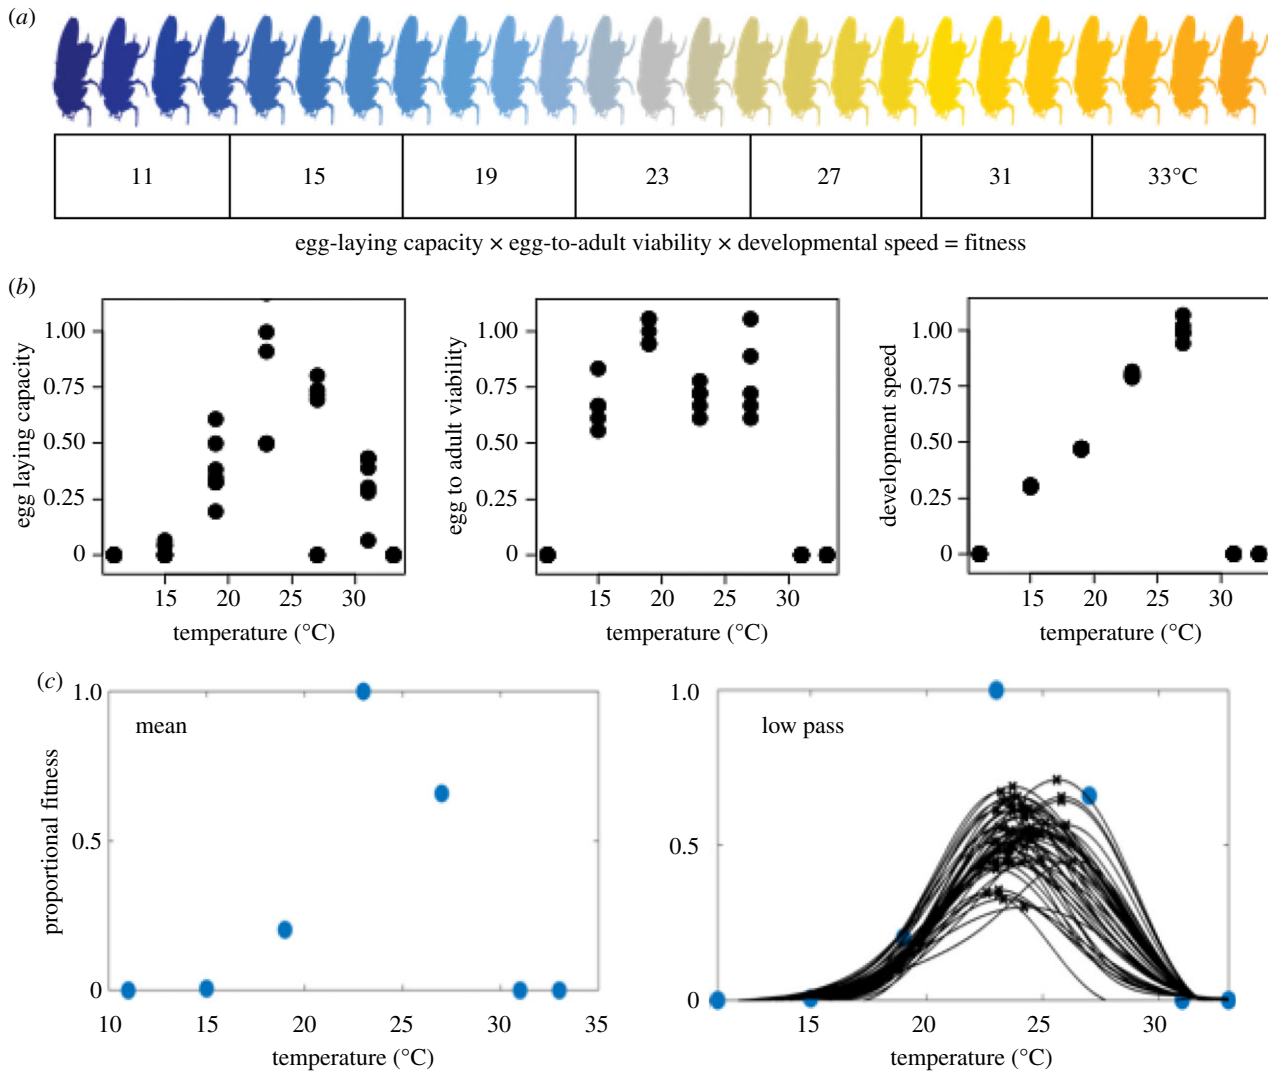 (a)
11 15 19 23 27 31 33°C
egg-laying capacity × egg-to-adult viability × developmental speed = fitness
(b)
egg laying capacity
1.00
0.75
0.50
0.25
0
15 20 25 30
temperature (°C)
egg to adult viability
1.00
0.75
0.50
0.25
0
15 20 25 30
temperature (°C)
development speed
1.00
0.75
0.50
0.25
0
15 20 25 30
temperature (°C)
(c)
proportional fitness
1.0
0.5
0
mean
10 15 20 25 30 35
temperature (°C)
1.0
0.5
0
low pass
15 20 25 30
temperature (°C)